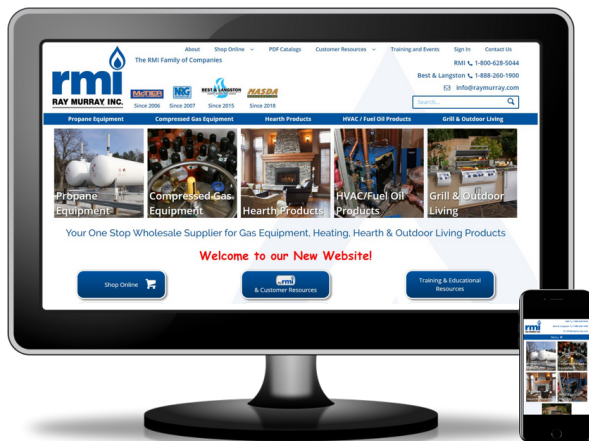 About Shop Online PDF Catalogs Customer Resources Training and Events Sign In Contact Us
The RMI Family of Companies
RMI 1-800-628-5044
Best & Langston 1-888-260-1900
info@raymurray.com
rmi
RAY MURRAY, INC.
NRG
BEST & LANGSTON
MASDA
Since 2006 Since 2007 Since 2015 Since 2018
Search...
Propane Equipment Compressed Gas Equipment Hearth Products HVAC / Fuel Oil Products Grill & Outdoor Living
Propane Equipment
Compressed Gas Equipment
Hearth Products
HVAC/Fuel Oil Products
Grill & Outdoor Living
Your One Stop Wholesale Supplier for Gas Equipment, Heating, Hearth & Outdoor Living Products
Welcome to our New Website!
Shop Online
rmi
& Customer Resources
Training & Educational
Resources
rmi